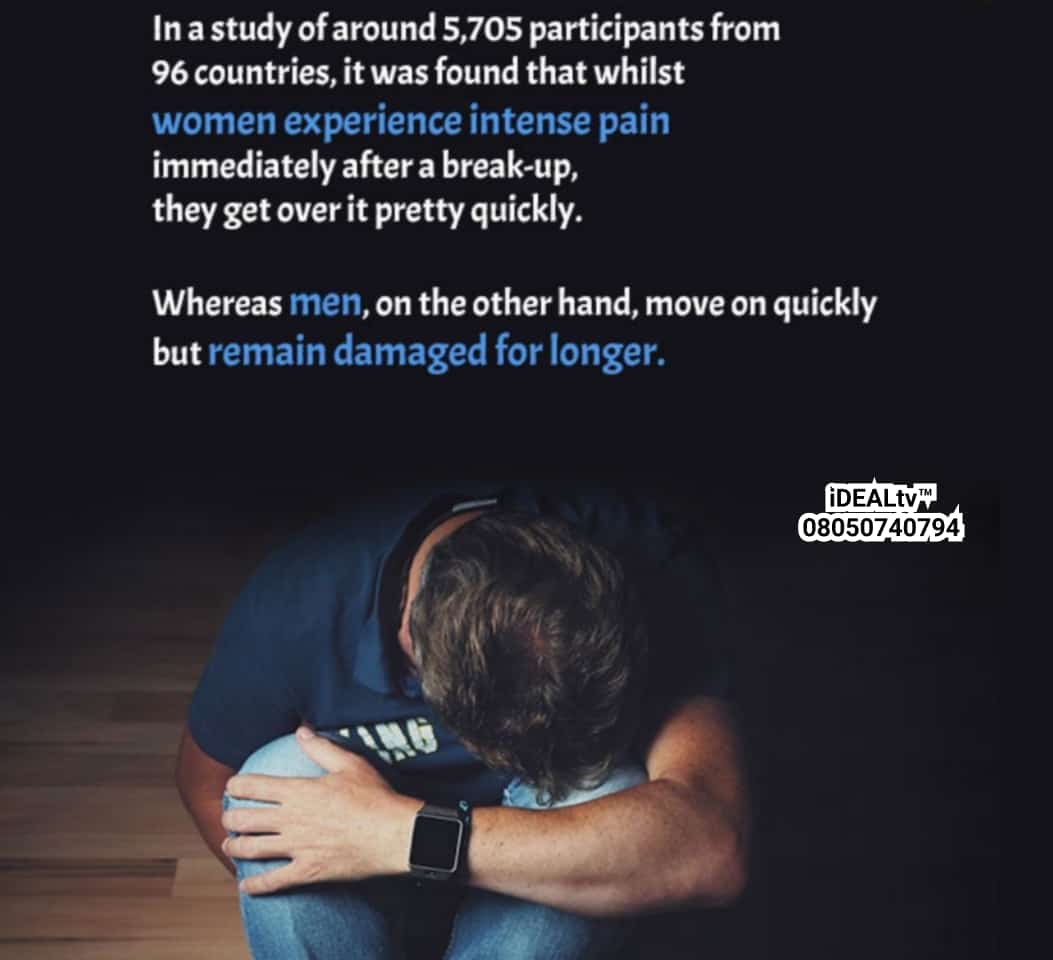 In a study of around 5,705 participants from
96 countries, it was found that whilst
women experience intense pain
immediately after a break-up,
they get over it pretty quickly.
Whereas men, on the other hand, move on quickly
but remain damaged for longer.
iDEALtv™
08050740794